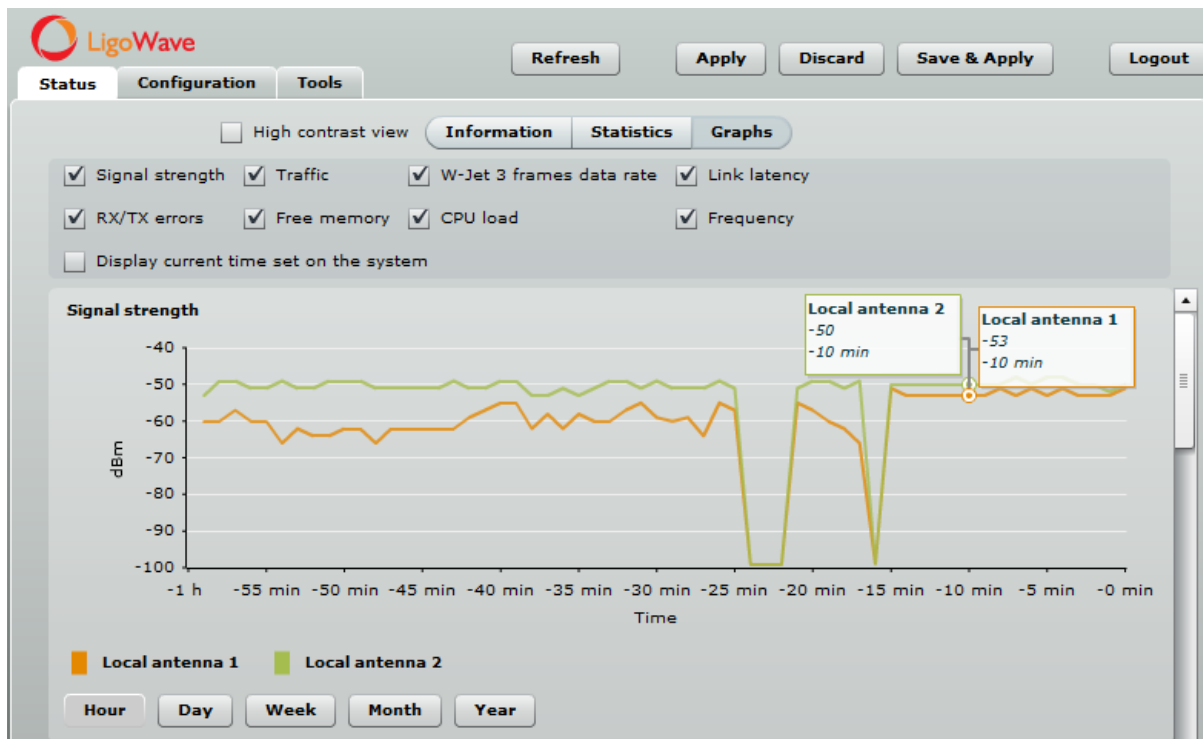 LigoWave
Refresh Apply Discard Save & Apply Logout
Status Configuration Tools
High contrast view Information Statistics Graphs
Signal strength Traffic W-Jet 3 frames data rate Link latency
RX/TX errors Free memory CPU load Frequency
Display current time set on the system
Signal strength
Local antenna 2
-50
-10 min
Local antenna 1
-53
-10 min
-40
-50
-60
-70
-80
-90
-100
dBm
-1 h -55 min -50 min -45 min -40 min -35 min -30 min -25 min -20 min -15 min -10 min -5 min -0 min
Time
Local antenna 1 Local antenna 2
Hour Day Week Month Year